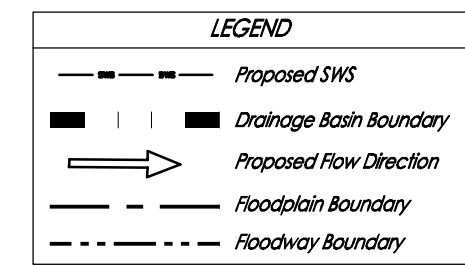 LEGEND
SWS SWS Proposed SWS
Drainage Basin Boundary
Proposed Flow Direction
Floodplain Boundary
Floodway Boundary